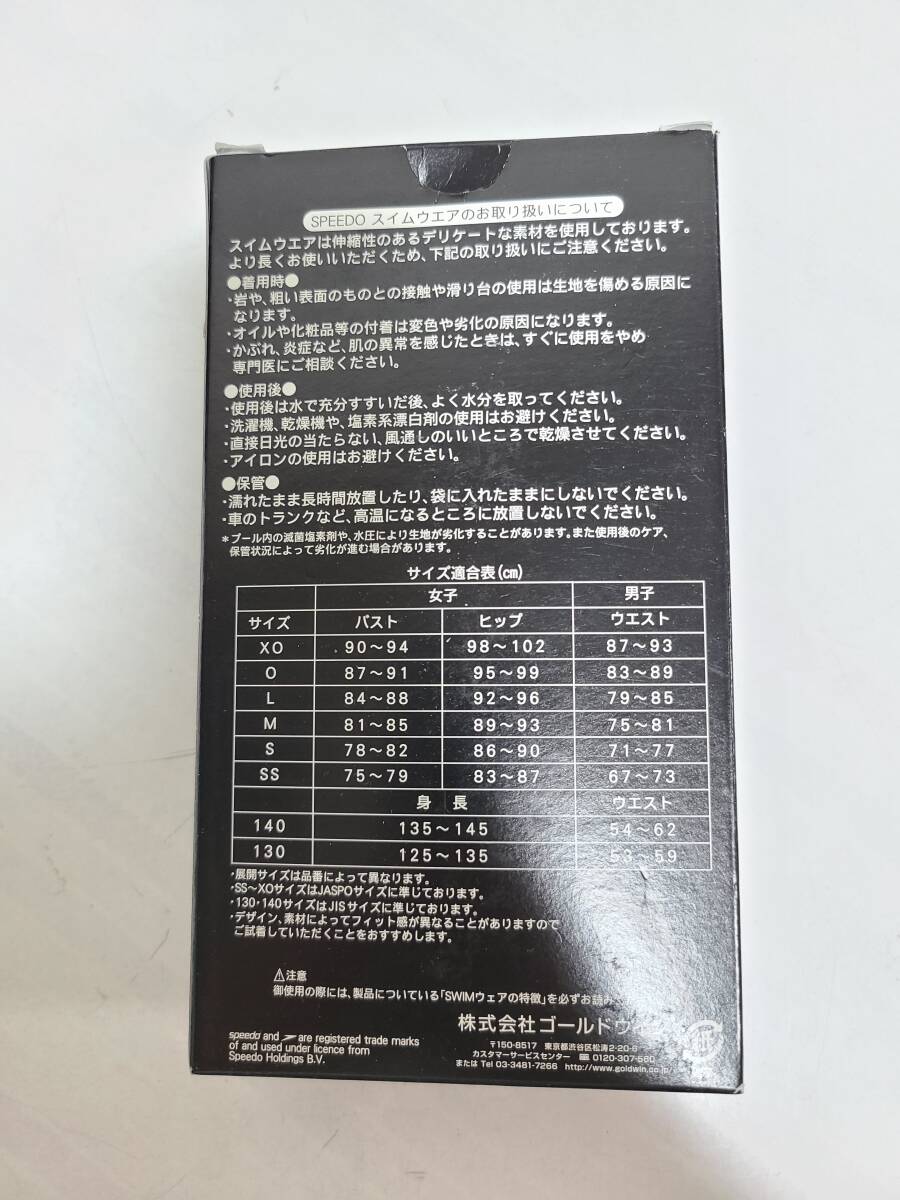 SPEEDO スイムウエアのお取り扱いについて
スイムウエアは伸縮性のあるデリケートな素材を使用しております。
より長くお使いいただくため、下記の取り扱いにご注意ください。
●着用時●
・岩や、粗い表面のものとの接触や滑り台の使用は生地を傷める原因に
なります。
・オイルや化粧品等の付着は変色や劣化の原因になります。
・かぶれ、炎症など、肌の異常を感じたときは、すぐに使用をやめ
専門医にご相談ください。
●使用後●
・使用後は水で充分すすいだ後、よく水分を取ってください。
・洗濯機、乾燥機や、塩素系漂白剤の使用はお避けください。
・直接日光の当たらない、風通しのいいところで乾燥させてください。
・アイロンの使用はお避けください。
●保管●
・濡れたまま長時間放置したり、袋に入れたままにしないでください。
・車のトランクなど、高温になるところに放置しないでください。
*プール内の滅菌塩素剤や、水圧により生地が劣化することがあります。また使用後のケア、
保管状況によって劣化が進む場合があります。
サイズ適合表(cm)
女子 男子
サイズ バスト ヒップ ウエスト
XO 90〜94 98〜102 87〜93
O 87〜91 95〜99 83〜89
L 84〜88 92〜96 79〜85
M 81〜85 89〜93 75〜81
S 78〜82 86〜90 71〜77
SS 75〜79 83〜87 67〜73
身長 ウエスト
140 135〜145 54〜62
130 125〜135 53〜59
・展開サイズは品番によって異なります。
・SS〜XOサイズはJASPOサイズに準じております。
・130・140サイズはJISサイズに準じております。
・デザイン、素材によってフィット感が異なることがありますので
ご試着していただくことをおすすめします。
⚠注意
御使用の際には、製品についている「SWIMウェアの特徴」を必ずお読み
株式会社ゴールドウイン
〒150-8517 東京都渋谷区松涛2-20-
カスタマーサービスセンター 0120-307-560
または Tel 03-3481-7266 http://www.goldwin.co.jp/
speedo and are registered trade marks
of and used under licence from
Speedo Holdings B.V.